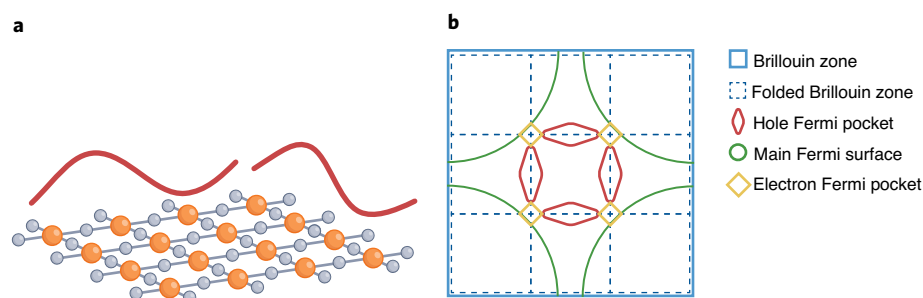 a
b
Brillouin zone
Folded Brillouin zone
Hole Fermi pocket
Main Fermi surface
Electron Fermi pocket